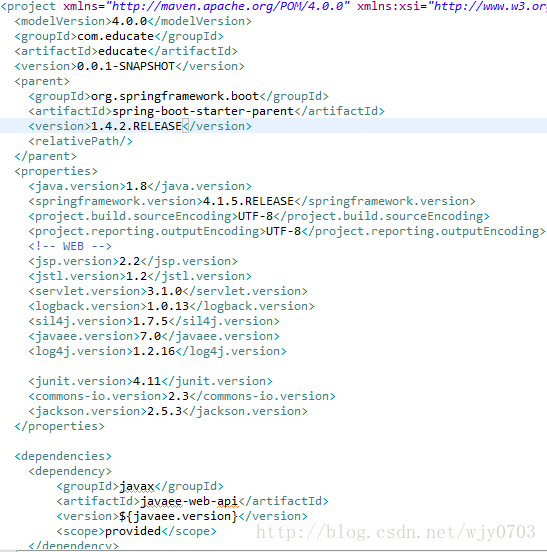 <project xmlns="http://maven.apache.org/POM/4.0.0" xmlns:xsi="http://www.w3.org
<modelVersion>4.0.0</modelVersion>
<groupId>com.educate</groupId>
<artifactId>educate</artifactId>
<version>0.0.1-SNAPSHOT</version>
<parent>
<groupId>org.springframework.boot</groupId>
<artifactId>spring-boot-starter-parent</artifactId>
<version>1.4.2.RELEASE</version>
<relativePath/>
</parent>
<properties>
<java.version>1.8</java.version>
<springframework.version>4.1.5.RELEASE</springframework.version>
<project.build.sourceEncoding>UTF-8</project.build.sourceEncoding>
<project.reporting.outputEncoding>UTF-8</project.reporting.outputEncoding>
<!-- WEB -->
<jsp.version>2.2</jsp.version>
<jstl.version>1.2</jstl.version>
<servlet.version>3.1.0</servlet.version>
<logback.version>1.0.13</logback.version>
<sil4j.version>1.7.5</sil4j.version>
<javaee.version>7.0</javaee.version>
<log4j.version>1.2.16</log4j.version>
<junit.version>4.11</junit.version>
<commons-io.version>2.3</commons-io.version>
<jackson.version>2.5.3</jackson.version>
</properties>
<dependencies>
<dependency>
<groupId>javax</groupId>
<artifactId>javaee-web-api</artifactId>
<version>${javaee.version}</version>
<scope>provided</scope>
http://blog.csdn.net/wjy0703
</dependency>